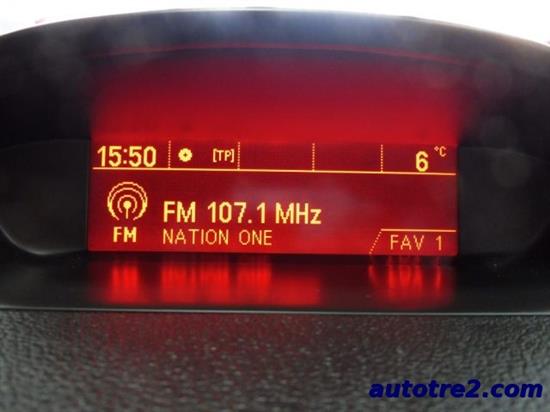 15:50 [TP] 6 °C
FM 107.1 MHz
FM NATION ONE FAV 1
autotre2.com